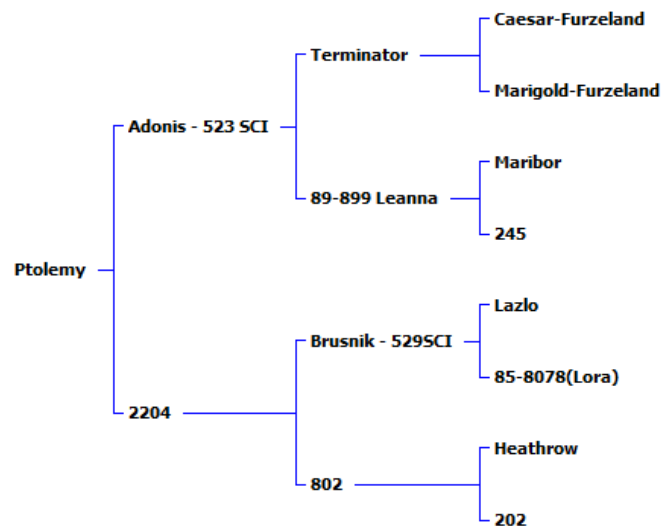 Caesar-Furzeland
Terminator
Marigold-Furzeland
Adonis - 523 SCI
Maribor
89-899 Leanna
245
Ptolemy
Lazlo
Brusnik - 529SCI
85-8078(Lora)
2204
Heathrow
802
202